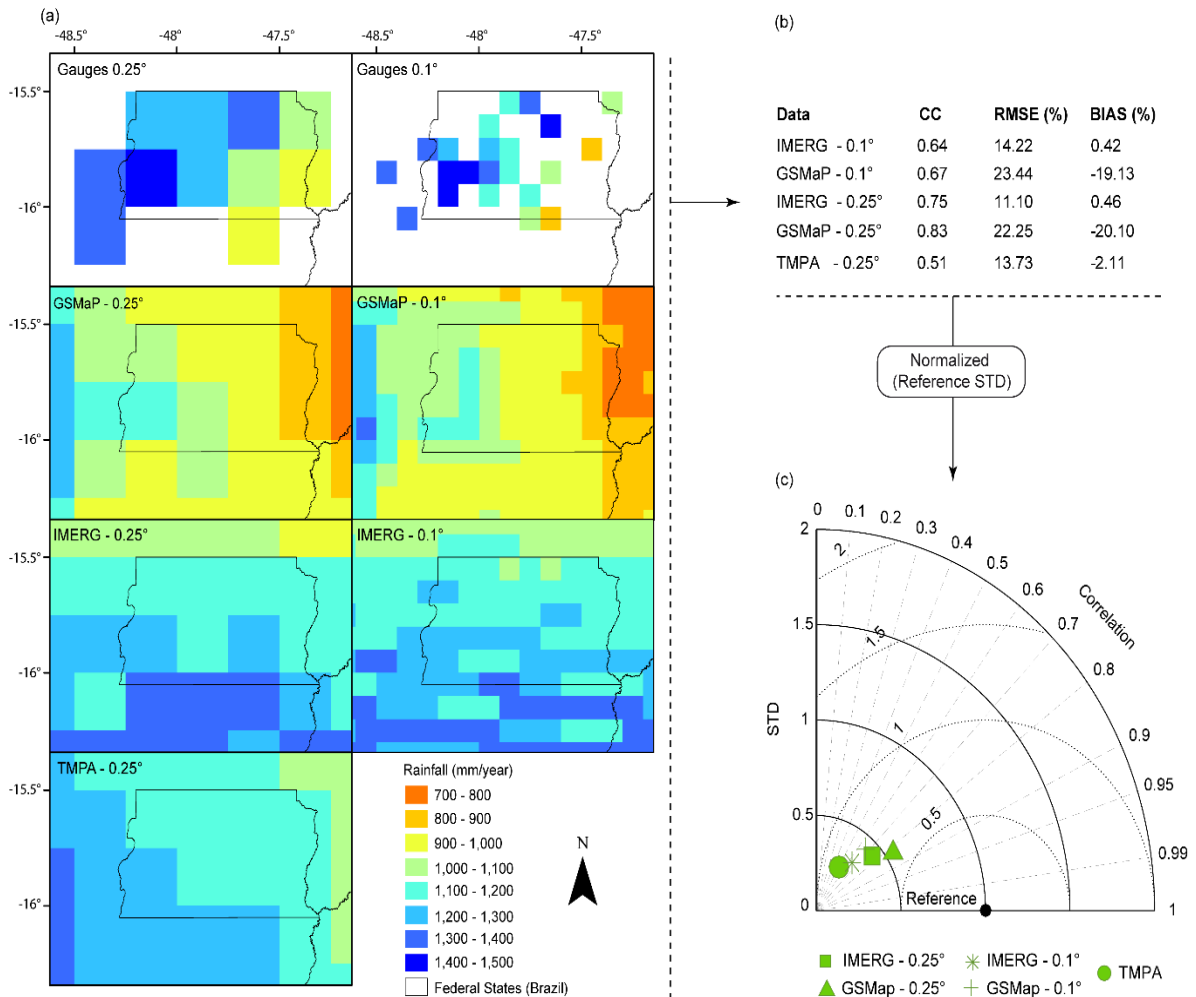 (a)
-48.5° -48° -47.5° -48.5° -48 -47.5°
Gauges 0.25°
Gauges 0.1°
-15.5°
-16°
GSMaP - 0.25°
GSMaP - 0.1°
-15.5°
-16°
IMERG - 0.25°
IMERG - 0.1°
-15.5°
-16°
TMPA - 0.25°
-15.5°
-16°
Rainfall (mm/year)
700 - 800
800 - 900
900 - 1,000
1,000 - 1,100
1,100 - 1,200
1,200 - 1,300
1,300 - 1,400
1,400 - 1,500
Federal States (Brazil)
N
(b)
Data CC RMSE (%) BIAS (%)
IMERG - 0.1° 0.64 14.22 0.42
GSMaP - 0.1° 0.67 23.44 -19.13
IMERG - 0.25° 0.75 11.10 0.46
GSMaP - 0.25° 0.83 22.25 -20.10
TMPA - 0.25° 0.51 13.73 -2.11
Normalized
(Reference STD)
(c)
0 0.1 0.2 0.3 0.4 0.5 0.6 0.7 0.8 0.9 0.95 0.99 1
Correlation
2
1.5
1
0.5
0
STD
2
1.5
1
0.5
Reference
IMERG - 0.25°
IMERG - 0.1°
TMPA
GSMap - 0.25°
GSMap - 0.1°